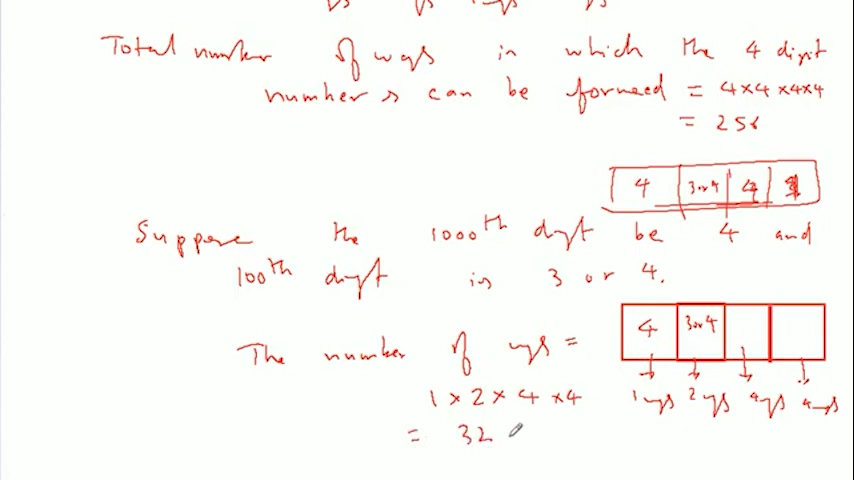 Total number of ways in which the 4 digit
numbers can be formed = 4×4×4×4
= 256
4 3 or 4 4
Suppose the 1000th digit be 4 and
100th digit is 3 or 4.
4 3 or 4
The number of ways =
1 ways 2 ways 4 ways 4 ways
1 × 2 × 4 × 4
= 32